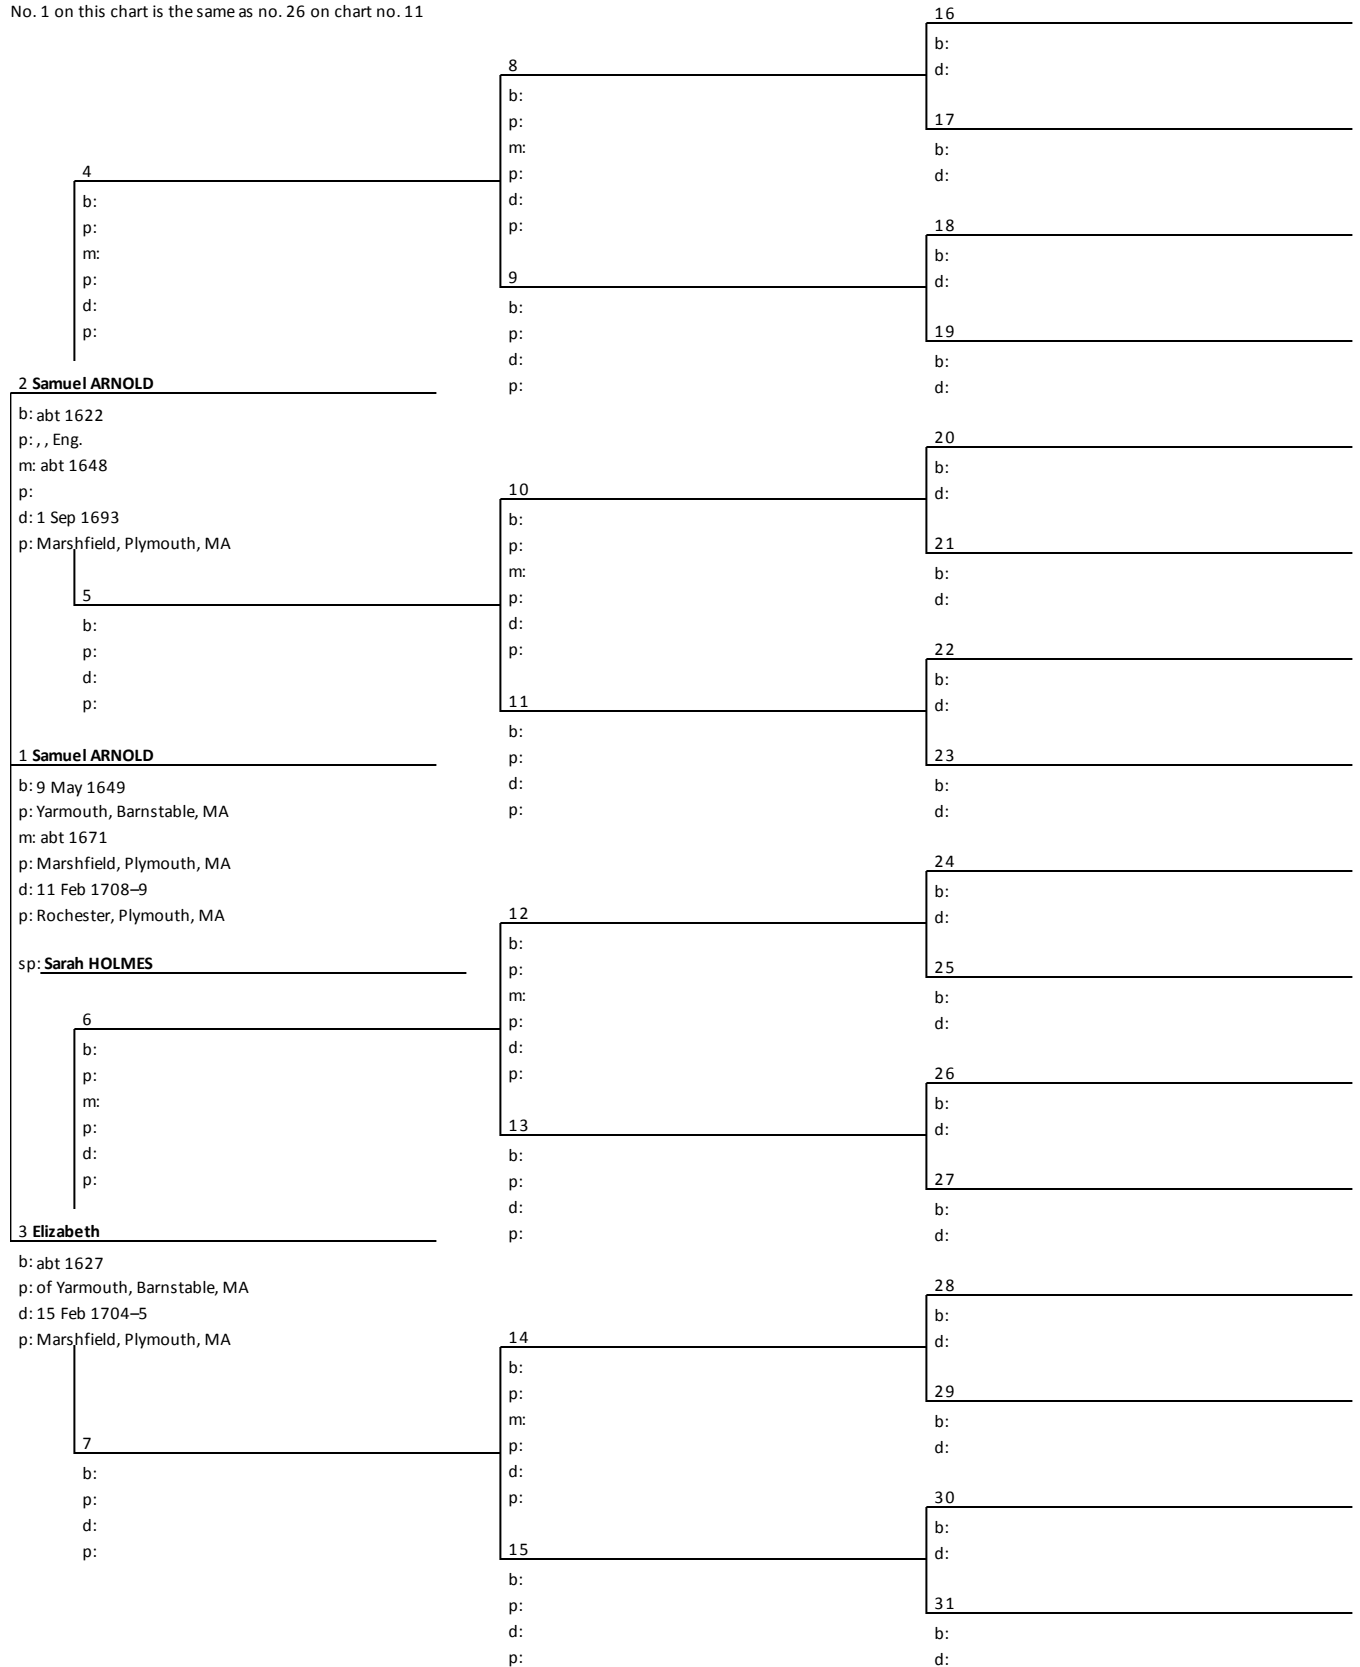 No. 1 on this chart is the same as no. 26 on chart no. 11
4
b:
p:
m:
p:
d:
p:
2 Samuel ARNOLD
b: abt 1622
p: , , Eng.
m: abt 1648
p:
d: 1 Sep 1693
p: Marshfield, Plymouth, MA
5
b:
p:
d:
p:
1 Samuel ARNOLD
b: 9 May 1649
p: Yarmouth, Barnstable, MA
m: abt 1671
p: Marshfield, Plymouth, MA
d: 11 Feb 1708–9
p: Rochester, Plymouth, MA
sp: Sarah HOLMES
6
b:
p:
m:
p:
d:
p:
3 Elizabeth
b: abt 1627
p: of Yarmouth, Barnstable, MA
d: 15 Feb 1704–5
p: Marshfield, Plymouth, MA
7
b:
p:
d:
p:
8
b:
p:
m:
p:
d:
p:
9
b:
p:
d:
p:
10
b:
p:
m:
p:
d:
p:
11
b:
p:
d:
p:
12
b:
p:
m:
p:
d:
p:
13
b:
p:
d:
p:
14
b:
p:
m:
p:
d:
p:
15
b:
p:
d:
p:
16
b:
d:
17
b:
d:
18
b:
d:
19
b:
d:
20
b:
d:
21
b:
d:
22
b:
d:
23
b:
d:
24
b:
d:
25
b:
d:
26
b:
d:
27
b:
d:
28
b:
d:
29
b:
d:
30
b:
d:
31
b:
d: